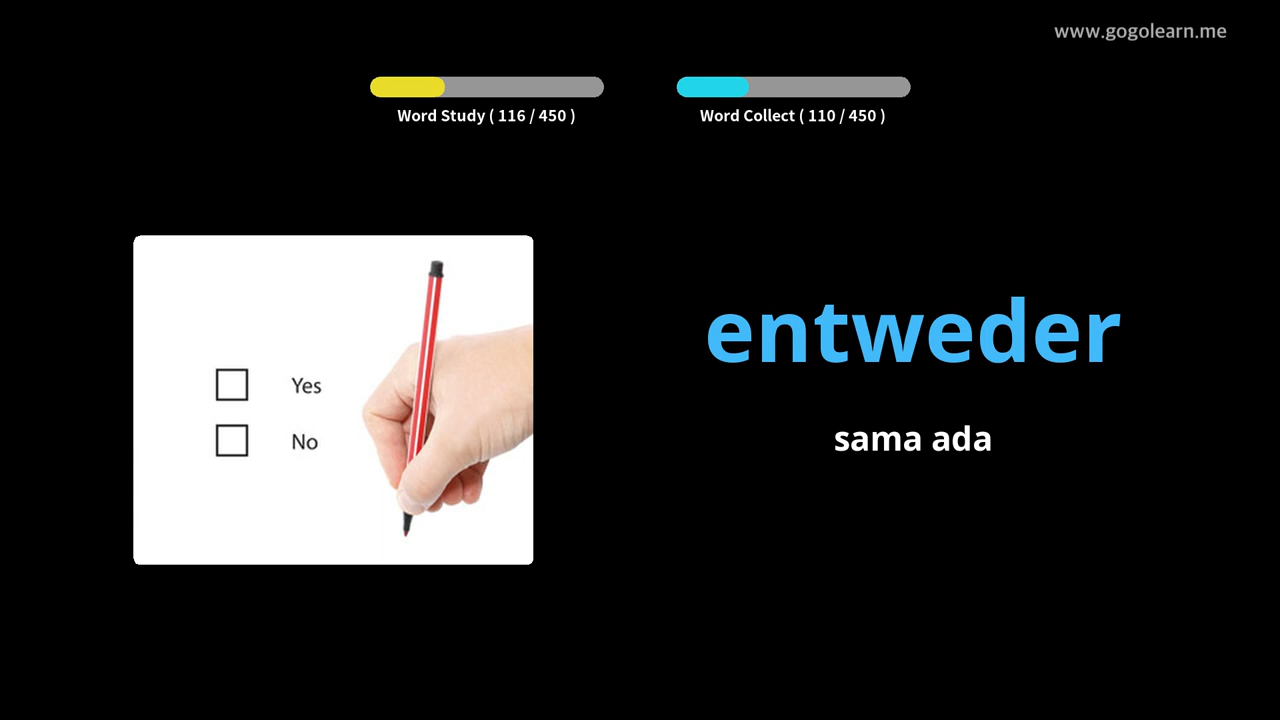 www.gogolearn.me
Word Study ( 116 / 450 )
Word Collect ( 110 / 450 )
Yes
No
entweder
sama ada